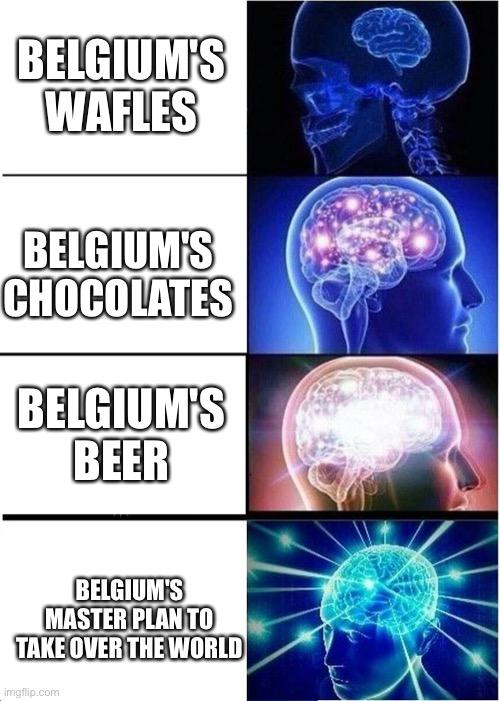 BELGIUM'S
WAFLES
BELGIUM'S
CHOCOLATES
BELGIUM'S
BEER
BELGIUM'S
MASTER PLAN TO
TAKE OVER THE WORLD
imgflip.com